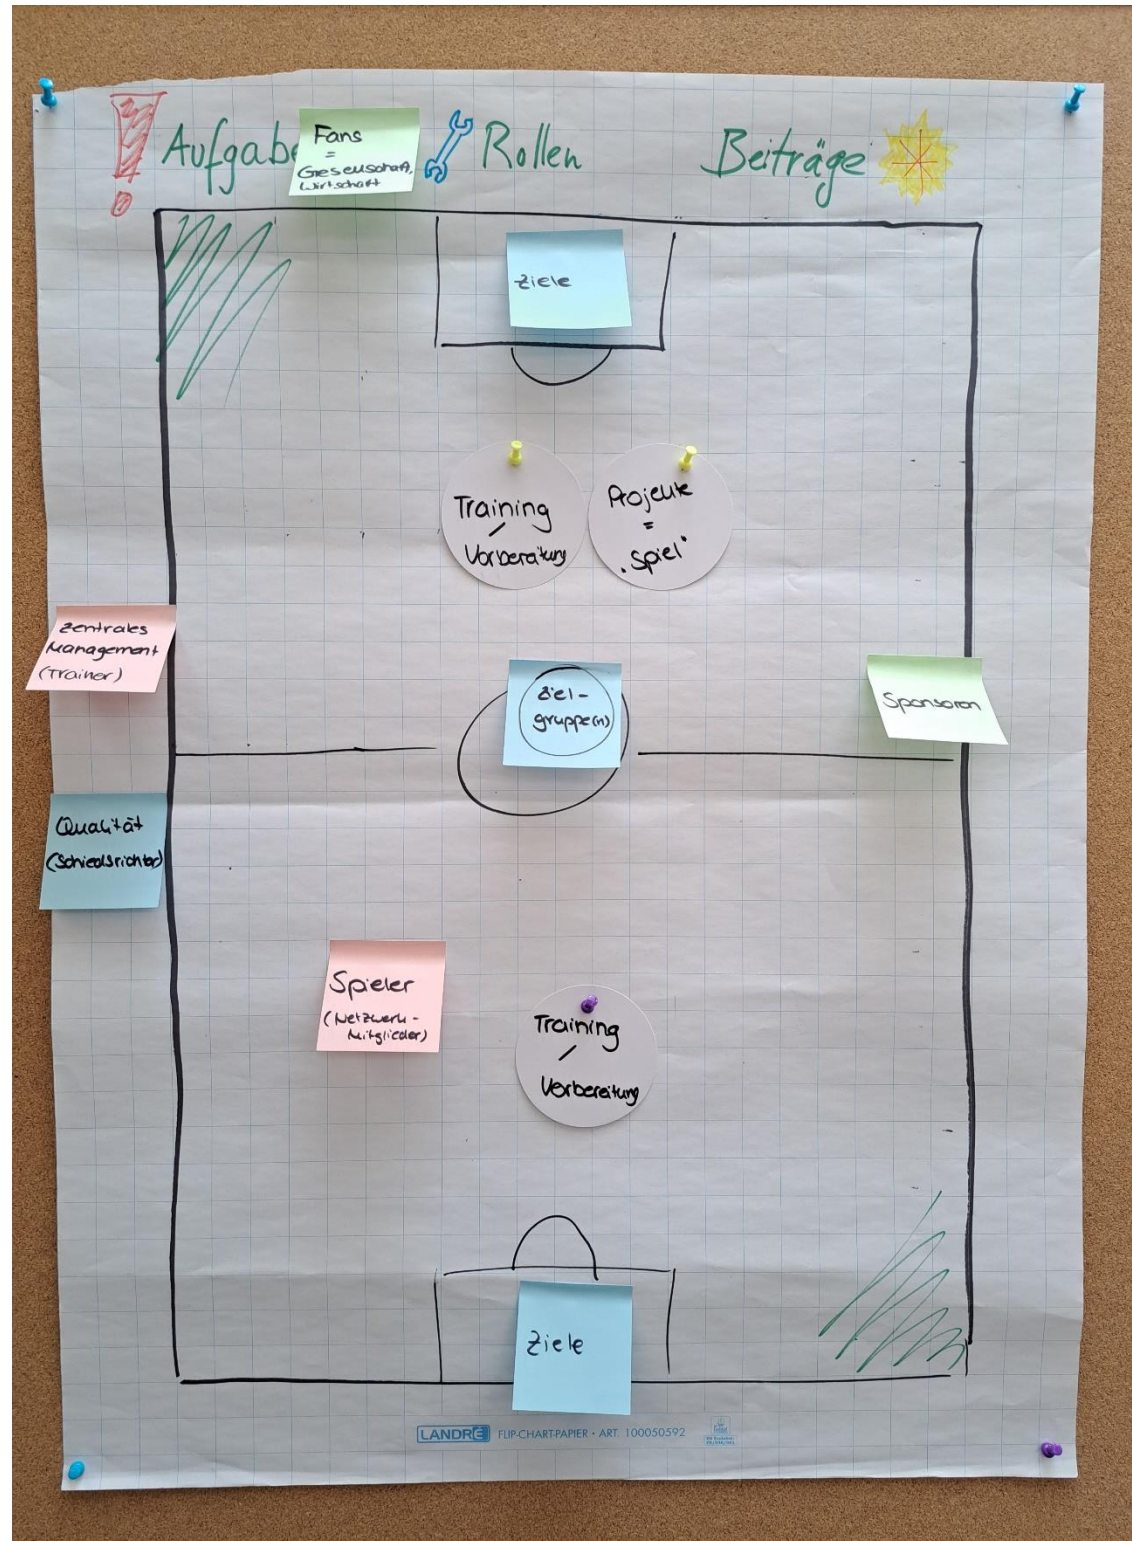 Aufgabe
Fans
=
Gesellschaft,
Wirtschaft
Rollen
Beiträge
Ziele
Training
/
Vorbereitung
Projekte
=
"Spiel"
Zentrales
Management
(Trainer)
Ziel-
gruppe(n)
Sponsoren
Qualität
(Schiedsrichter)
Spieler
(Netzwerk-
Mitglieder)
Training
/
Vorbereitung
Ziele
LANDRÉ FLIP-CHART-PAPIER · ART. 100050592